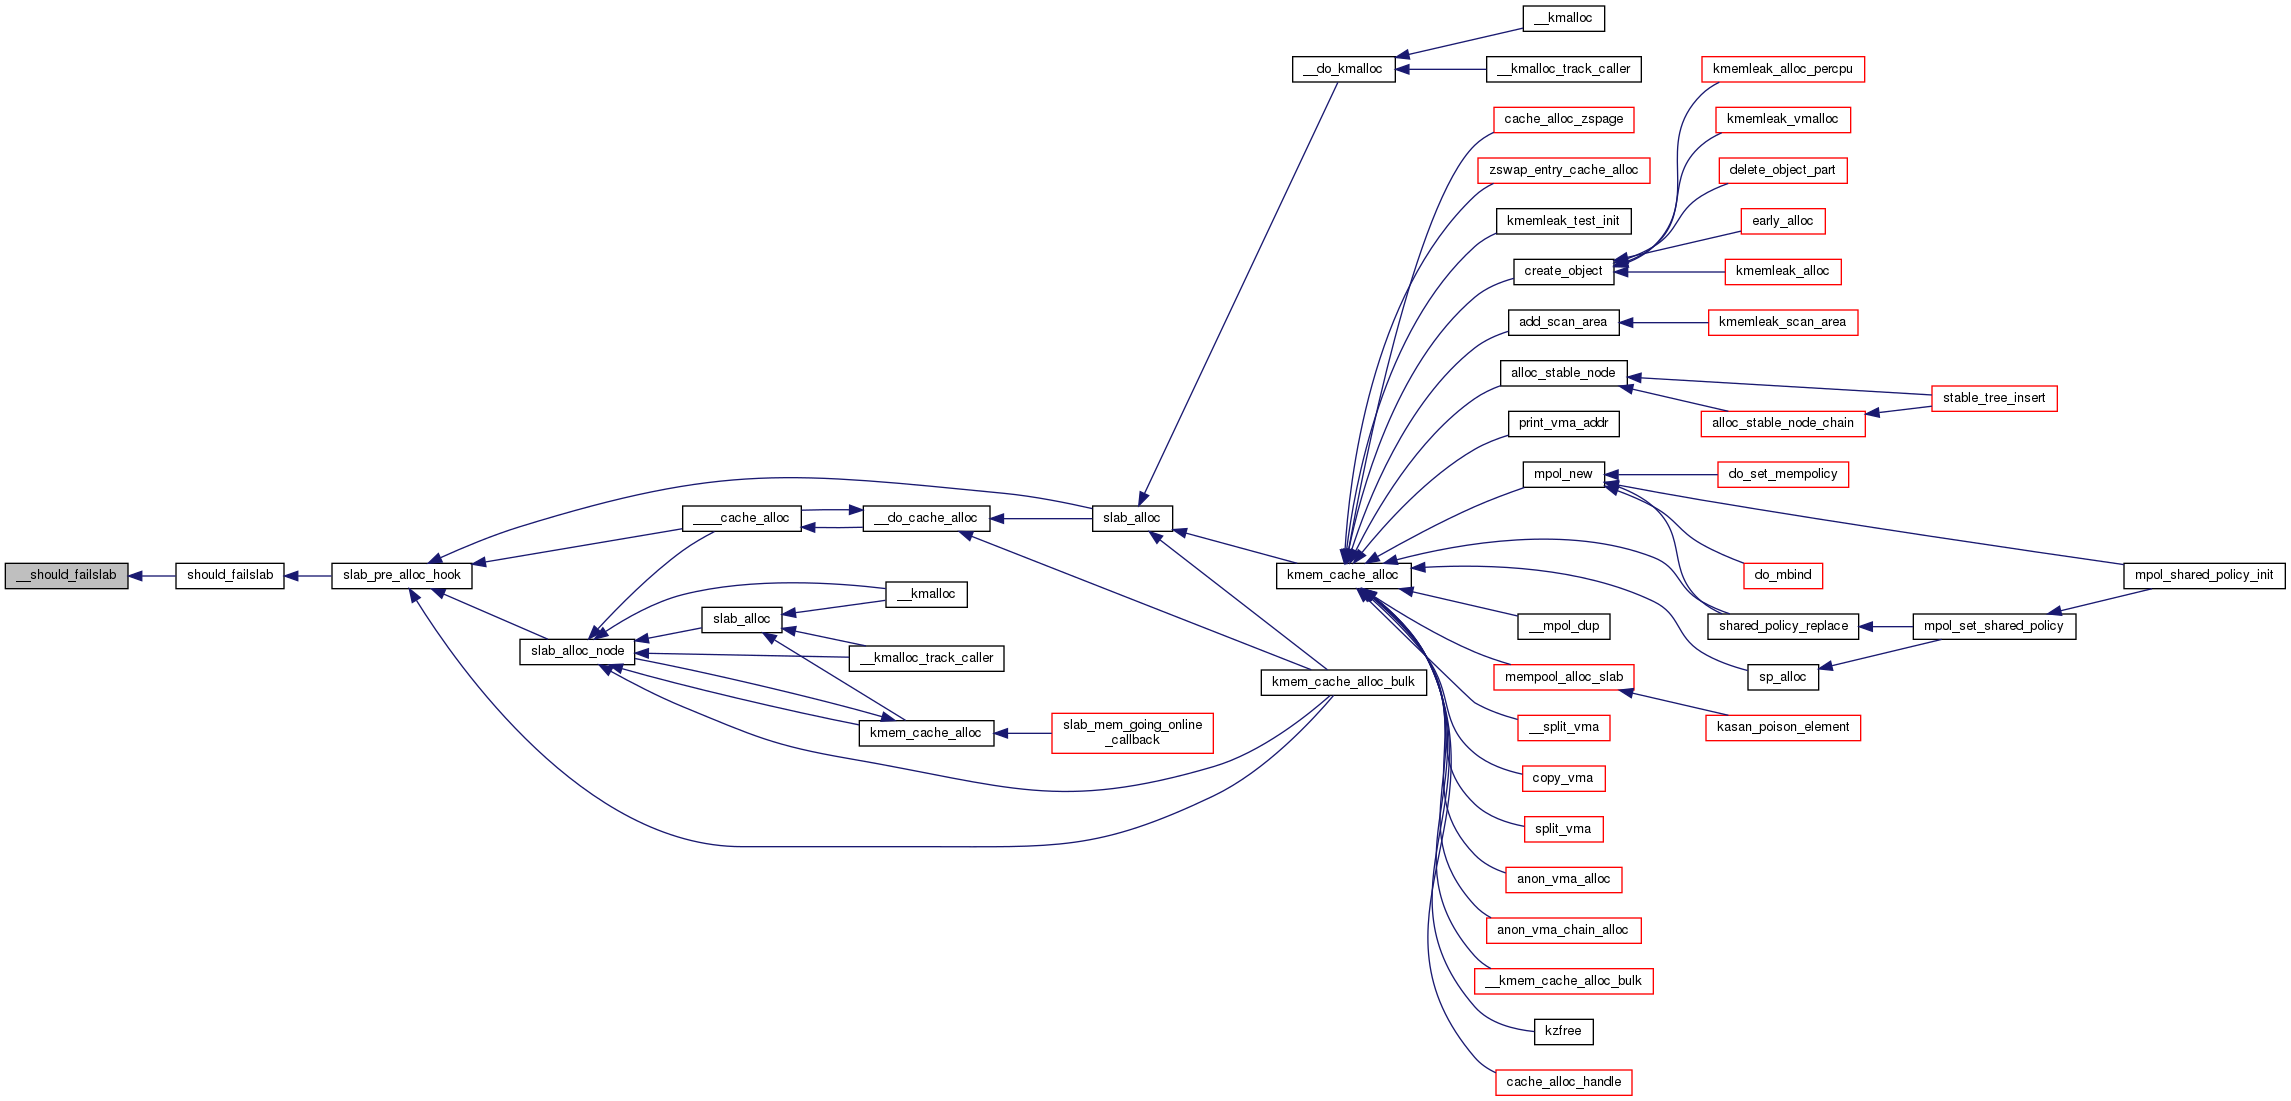 __kmalloc
__do_kmalloc
__kmalloc_track_caller
kmemleak_alloc_percpu
cache_alloc_zspage
kmemleak_vmalloc
zswap_entry_cache_alloc
delete_object_part
kmemleak_test_init
early_alloc
create_object
kmemleak_alloc
add_scan_area
kmemleak_scan_area
alloc_stable_node
stable_tree_insert
print_vma_addr
alloc_stable_node_chain
mpol_new
do_set_mempolicy
____cache_alloc
__do_cache_alloc
slab_alloc
__should_failslab
should_failslab
slab_pre_alloc_hook
kmem_cache_alloc
do_mbind
mpol_shared_policy_init
__kmalloc
slab_alloc
__mpol_dup
shared_policy_replace
mpol_set_shared_policy
slab_alloc_node
__kmalloc_track_caller
kmem_cache_alloc_bulk
mempool_alloc_slab
sp_alloc
kmem_cache_alloc
slab_mem_going_online
_callback
__split_vma
kasan_poison_element
copy_vma
split_vma
anon_vma_alloc
anon_vma_chain_alloc
__kmem_cache_alloc_bulk
kzfree
cache_alloc_handle